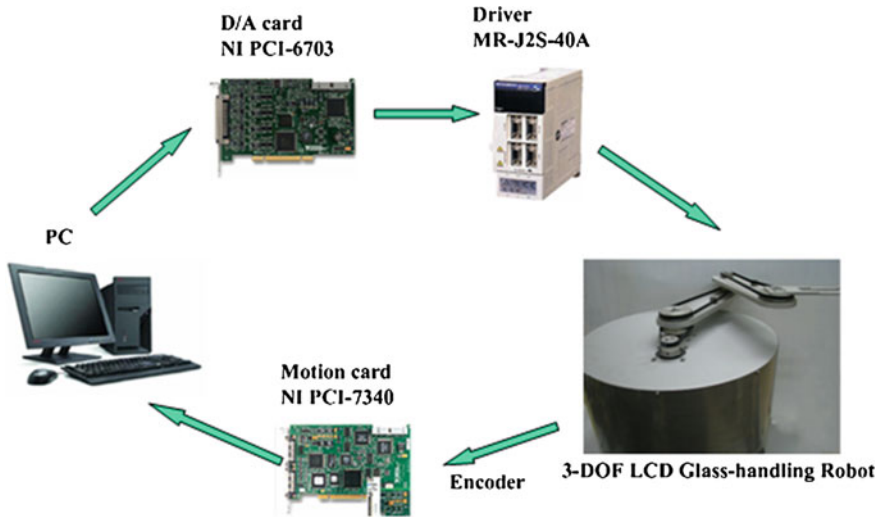 D/A card
NI PCI-6703
Driver
MR-J2S-40A
PC
Motion card
NI PCI-7340
Encoder
3-DOF LCD Glass-handling Robot